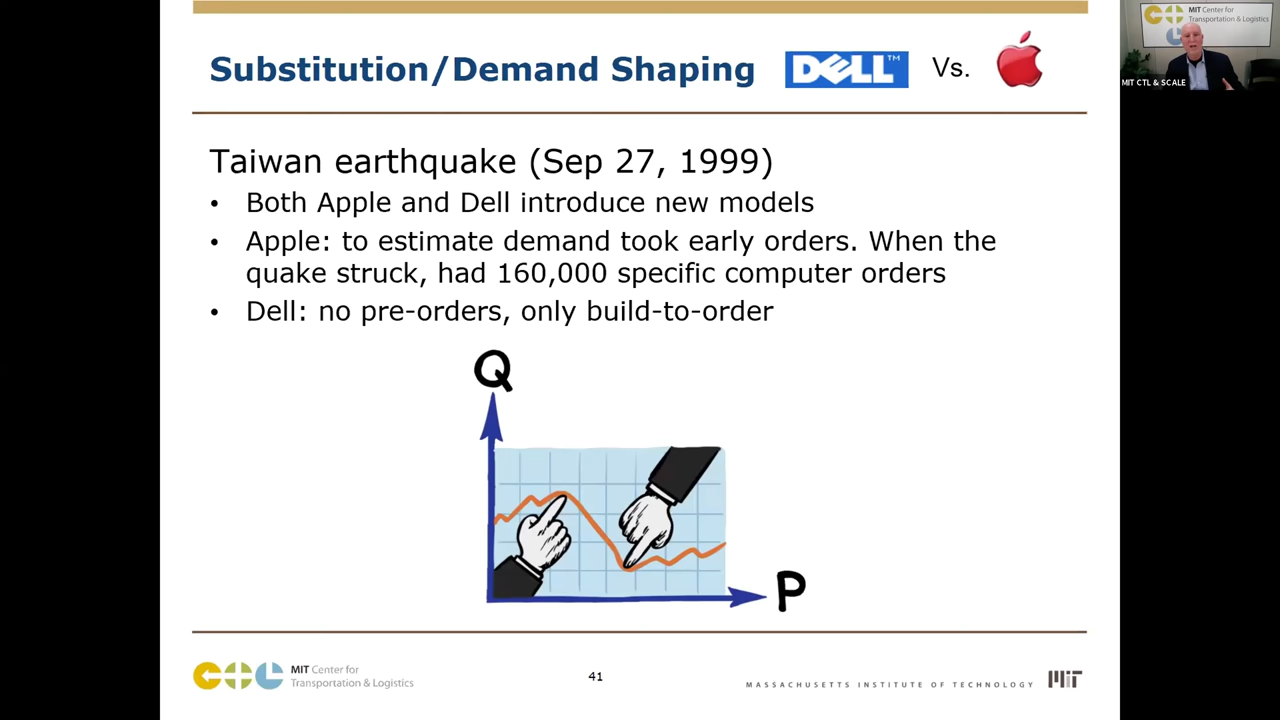 Substitution/Demand Shaping
DELL™ Vs.
MIT Center for
Transportation & Logistics
MIT CTL & SCALE
Taiwan earthquake (Sep 27, 1999)
• Both Apple and Dell introduce new models
• Apple: to estimate demand took early orders. When the
quake struck, had 160,000 specific computer orders
• Dell: no pre-orders, only build-to-order
Q
P
MIT Center for
Transportation & Logistics
41
MASSACHUSETTS INSTITUTE OF TECHNOLOGY
MIT